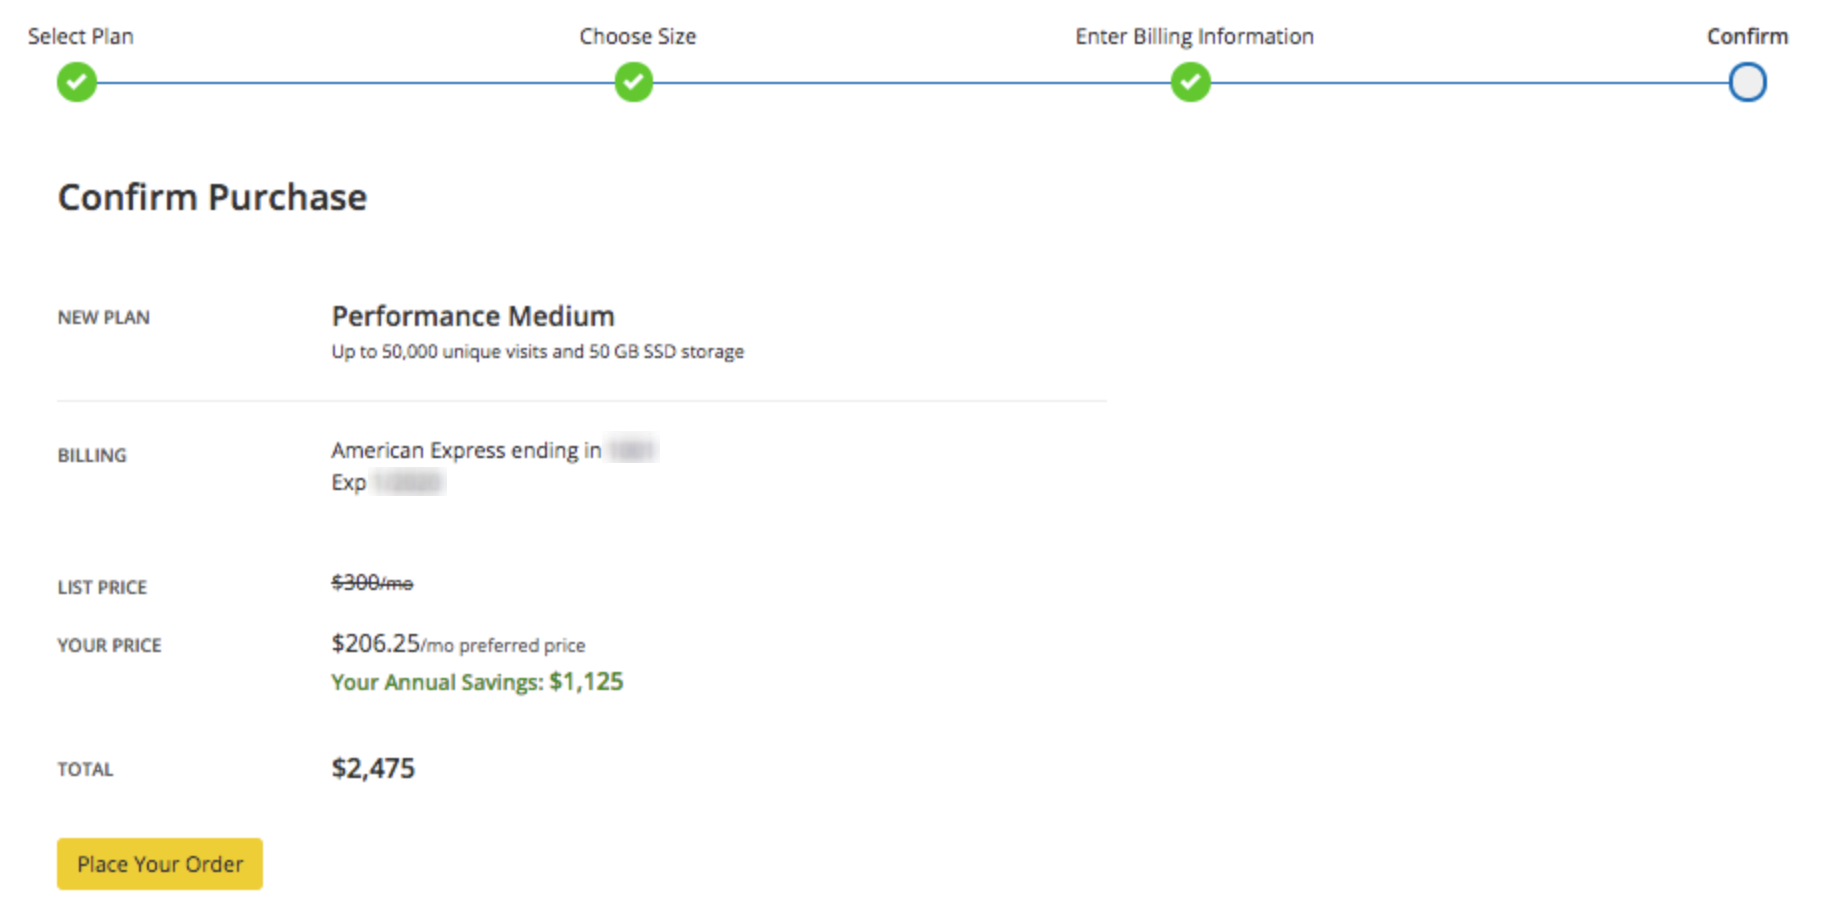 Select Plan
Choose Size
Enter Billing Information
Confirm
Confirm Purchase
NEW PLAN
Performance Medium
Up to 50,000 unique visits and 50 GB SSD storage
BILLING
American Express ending in
Exp
LIST PRICE
$300/mo
YOUR PRICE
$206.25/mo preferred price
Your Annual Savings: $1,125
TOTAL
$2,475
Place Your Order